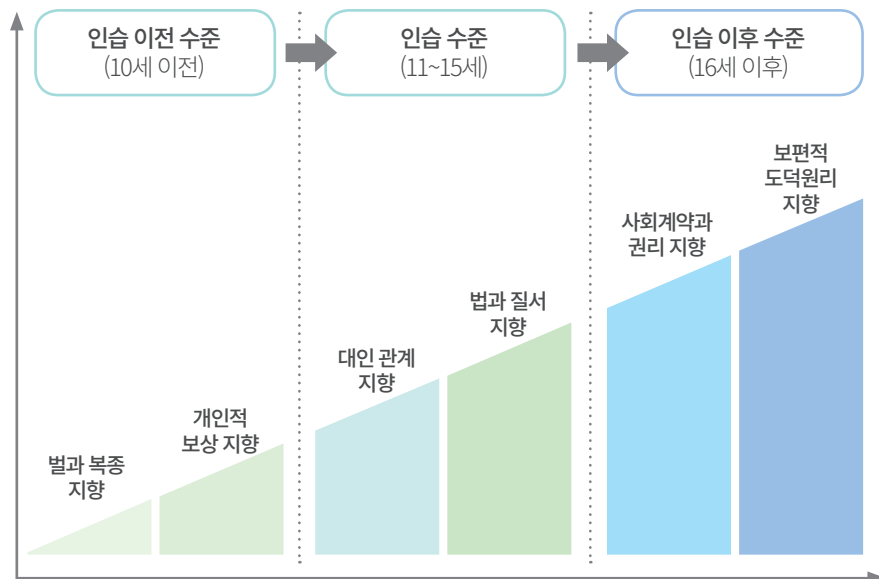 인습 이전 수준
(10세 이전)
인습 수준
(11~15세)
인습 이후 수준
(16세 이후)
벌과 복종
지향
개인적
보상 지향
대인 관계
지향
법과 질서
지향
사회계약과
권리 지향
보편적
도덕원리
지향